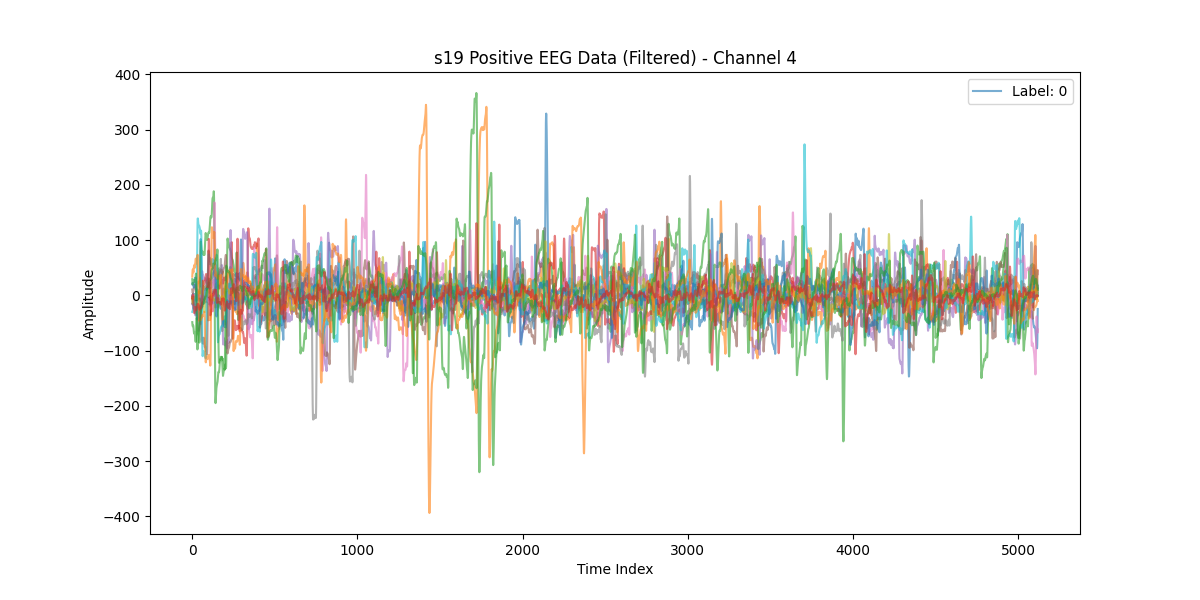 s19 Positive EEG Data (Filtered) - Channel 4
Label: 0
Amplitude
400
300
200
100
0
−100
−200
−300
−400
0 1000 2000 3000 4000 5000
Time Index